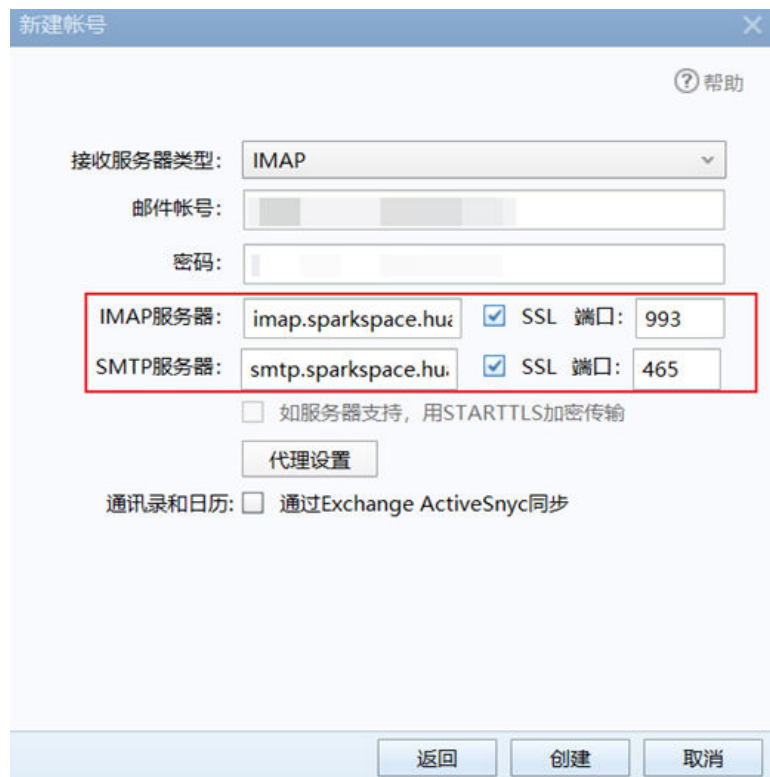 新建帐号
帮助
接收服务器类型： IMAP
邮件帐号：
密码：
IMAP服务器： imap.sparkspace.hua SSL 端口： 993
SMTP服务器： smtp.sparkspace.hu SSL 端口： 465
如服务器支持，用STARTTLS加密传输
代理设置
通讯录和日历： 通过Exchange ActiveSnyc同步
返回 创建 取消